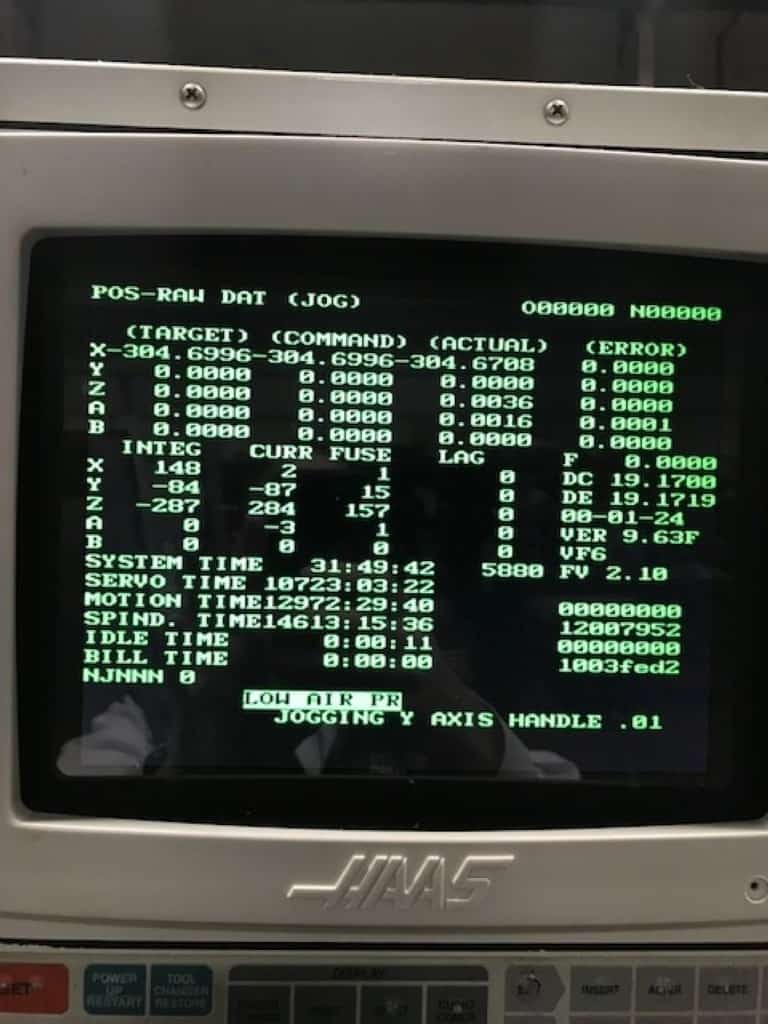 POS-RAW DAT (JOG) O00000 N00000
(TARGET) (COMMAND) (ACTUAL) (ERROR)
X-304.6996-304.6996-304.6708 0.0000
Y 0.0000 0.0000 0.0000 0.0000
Z 0.0000 0.0000 0.0036 0.0000
A 0.0000 0.0000 0.0016 0.0001
B 0.0000 0.0000 0.0000 0.0000
INTEG CURR FUSE LAG F 0.0000
X 148 2 1 0 DC 19.1700
Y -84 -87 15 0 DE 19.1719
Z -287 284 157 0 00-01-24
A 0 -3 1 0 VER 9.63F
B 0 0 0 0 VF6
SYSTEM TIME 31:49:42 5880 FV 2.10
SERVO TIME 10723:03:22
MOTION TIME12972:29:40 00000000
SPIND. TIME14613:15:36 12007952
IDLE TIME 0:00:11 00000000
BILL TIME 0:00:00 1003fed2
NJNNN 0
LOW AIR PR
JOGGING Y AXIS HANDLE .01
HAAS
POWER UP RESTART
TOOL CHANGER RESTORE
DISPLAY
INSERT
ALTER
DELETE